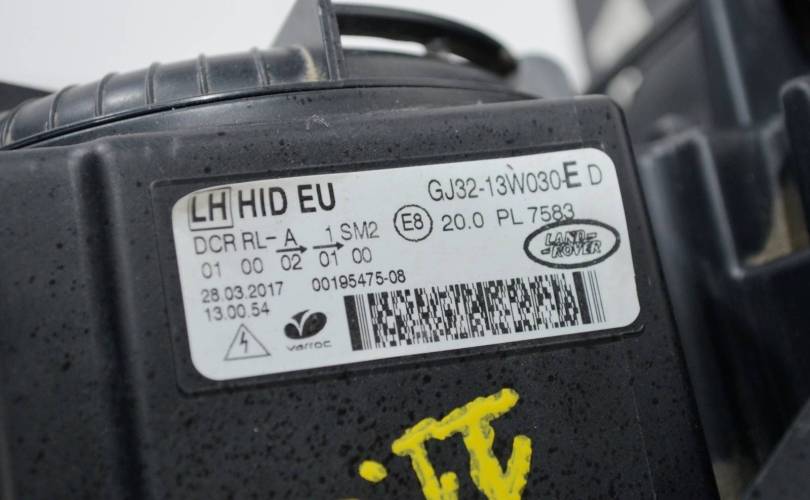 LH HID EU
GJ32-13W030-E D
DCR RL- A 1 SM2
01 00 02 01 00
E8 20.0 PL 7583
LAND ROVER
28.03.2017 00195475-08
13.00.54
varroc